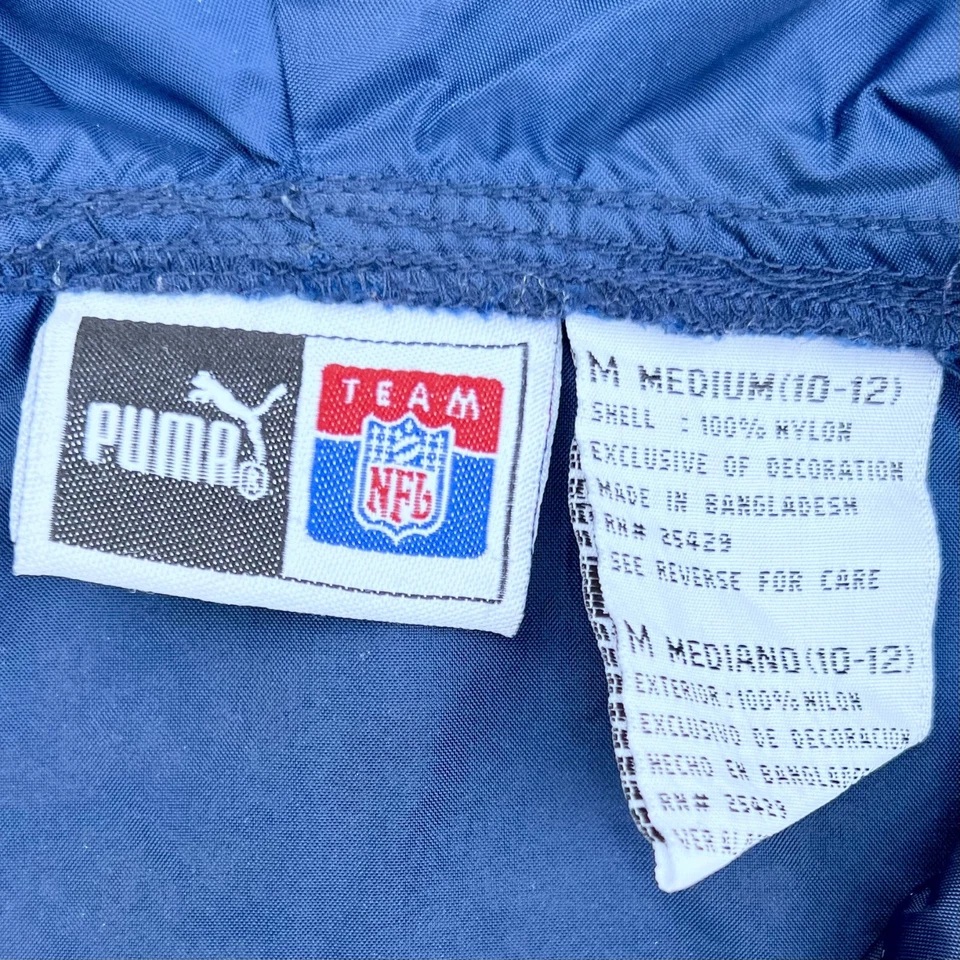 PUMA
TEAM
NFL
M MEDIUM(10-12)
SHELL : 100% NYLON
EXCLUSIVE OF DECORATION
MADE IN BANGLADESH
RN# 25429
SEE REVERSE FOR CARE
M MEDIANO(10-12)
EXTERIOR:100% NILON
EXCLUSIVO DE DECORACION
HECHO EN
RN# 25429